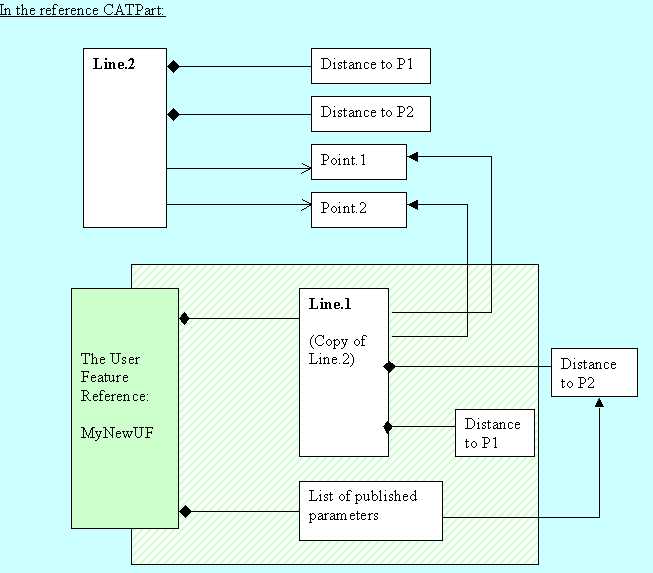 In the reference CATPart:
Line.2
Distance to P1
Distance to P2
Point.1
Point.2
The User
Feature
Reference:
MyNewUF
Line.1
(Copy of
Line.2)
Distance
to P2
Distance
to P1
List of published
parameters